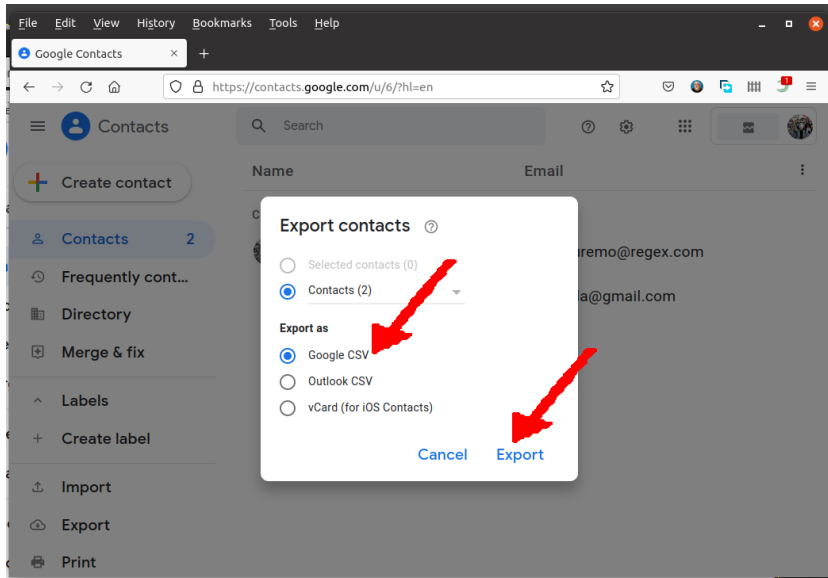 File Edit View History Bookmarks Tools Help
Google Contacts × +
https://contacts.google.com/u/6/?hl=en
1
Contacts
Search
Create contact
Name Email
Contacts 2
Frequently cont...
Directory
Merge & fix
Labels
Create label
Import
Export
Print
Export contacts
Selected contacts (0)
Contacts (2)
Export as
Google CSV
Outlook CSV
vCard (for iOS Contacts)
Cancel Export
remo@regex.com
la@gmail.com